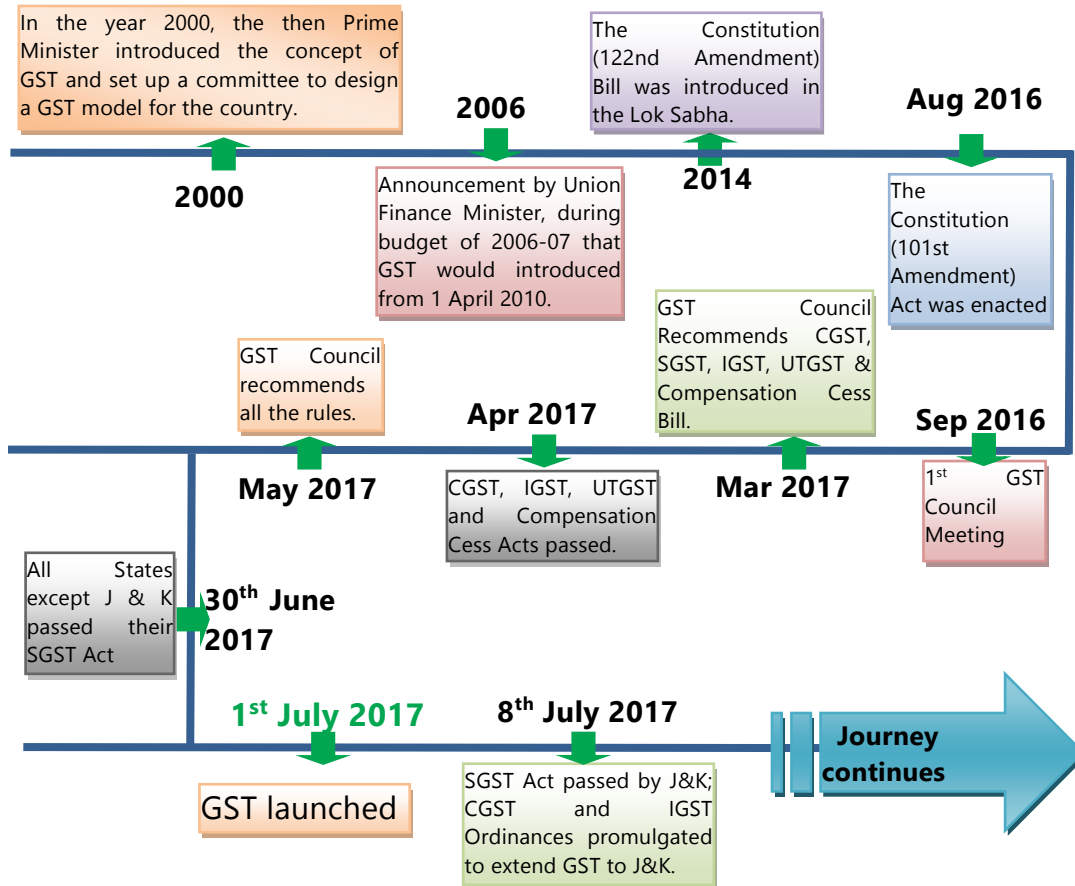 In the year 2000, the then Prime
Minister introduced the concept of
GST and set up a committee to design
a GST model for the country.
2000
2006
Announcement by Union
Finance Minister, during
budget of 2006-07 that
GST would introduced
from 1 April 2010.
The Constitution
(122nd Amendment)
Bill was introduced in
the Lok Sabha.
2014
Aug 2016
The
Constitution
(101st
Amendment)
Act was enacted
Sep 2016
1st GST
Council
Meeting
GST Council
Recommends CGST,
SGST, IGST, UTGST &
Compensation Cess
Bill.
Mar 2017
Apr 2017
CGST, IGST, UTGST
and Compensation
Cess Acts passed.
GST Council
recommends
all the rules.
May 2017
All States
except J & K
passed their
SGST Act
30th June
2017
1st July 2017
GST launched
8th July 2017
SGST Act passed by J&K;
CGST and IGST
Ordinances promulgated
to extend GST to J&K.
Journey
continues